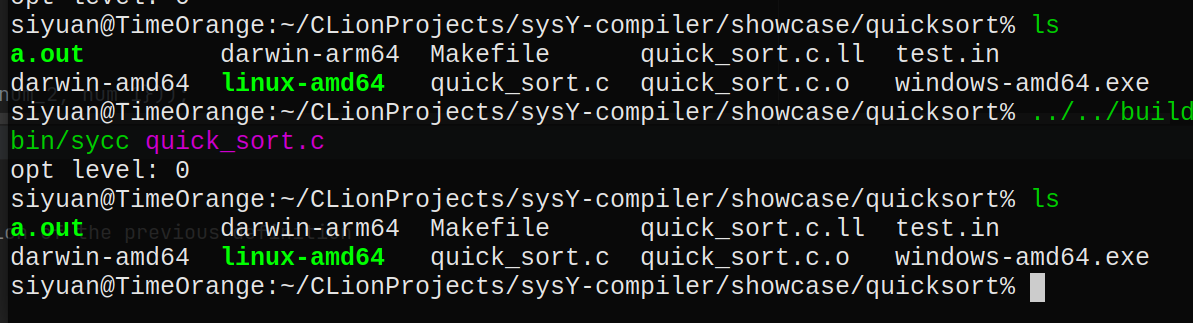 opt level: 0
siyuan@TimeOrange:~/CLionProjects/sysY-compiler/showcase/quicksort% ls
a.out darwin-arm64 Makefile quick_sort.c.ll test.in
darwin-amd64 linux-amd64 quick_sort.c quick_sort.c.o windows-amd64.exe
siyuan@TimeOrange:~/CLionProjects/sysY-compiler/showcase/quicksort% ../../build
bin/sycc quick_sort.c
opt level: 0
siyuan@TimeOrange:~/CLionProjects/sysY-compiler/showcase/quicksort% ls
a.out darwin-arm64 Makefile quick_sort.c.ll test.in
darwin-amd64 linux-amd64 quick_sort.c quick_sort.c.o windows-amd64.exe
siyuan@TimeOrange:~/CLionProjects/sysY-compiler/showcase/quicksort%